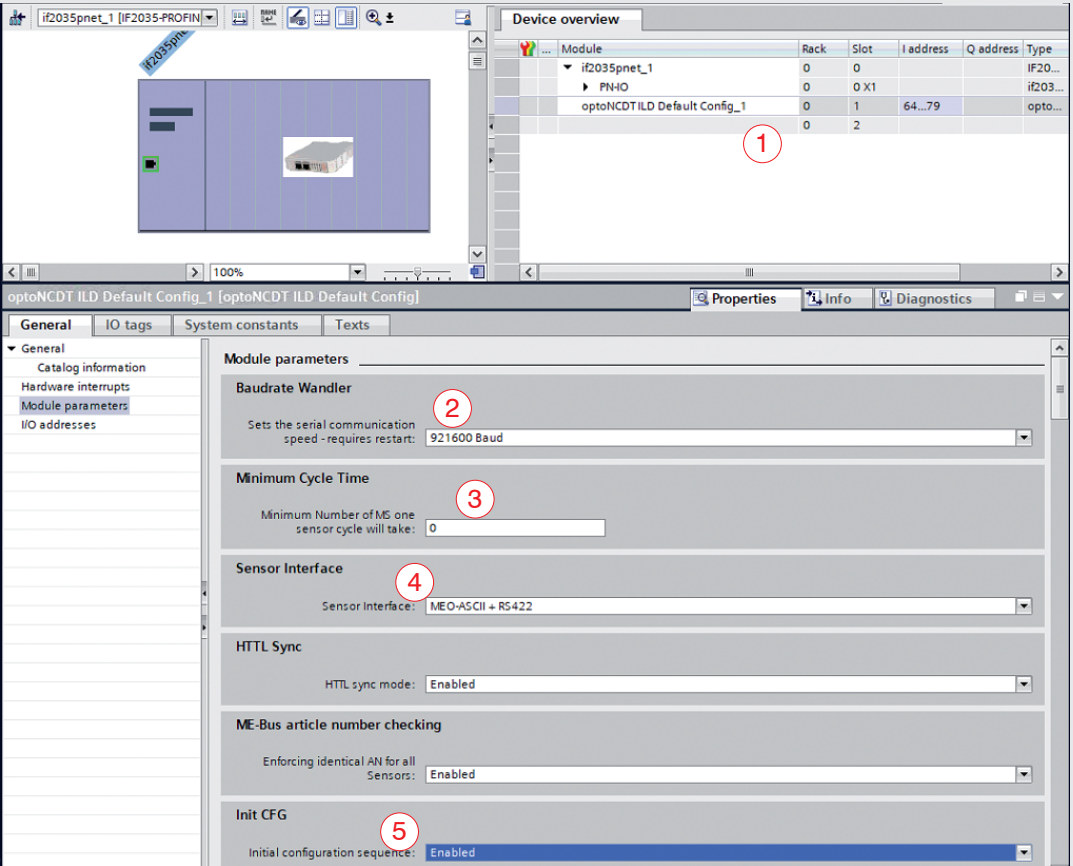 if2035pnet_1 [IF2035-PROFIN
if2035pne
100%
Device overview
... Module Rack Slot I address Q address Type
if2035pnet_1 0 0 IF20...
PN-IO 0 0 X1 if203...
optoNCDT ILD Default Config_1 0 1 64...79 opto...
0 2
1
optoNCDT ILD Default Config_1 [optoNCDT ILD Default Config]
Properties Info Diagnostics
General IO tags System constants Texts
General
Catalog information
Hardware interrupts
Module parameters
I/O addresses
Module parameters
Baudrate Wandler
2
Sets the serial communication
speed - requires restart: 921600 Baud
Minimum Cycle Time
3
Minimum Number of MS one
sensor cycle will take: 0
Sensor Interface
4
Sensor Interface: MEO-ASCII + RS422
HTTL Sync
HTTL sync mode: Enabled
ME-Bus article number checking
Enforcing identical AN for all
Sensors: Enabled
Init CFG
5
Initial configuration sequence: Enabled